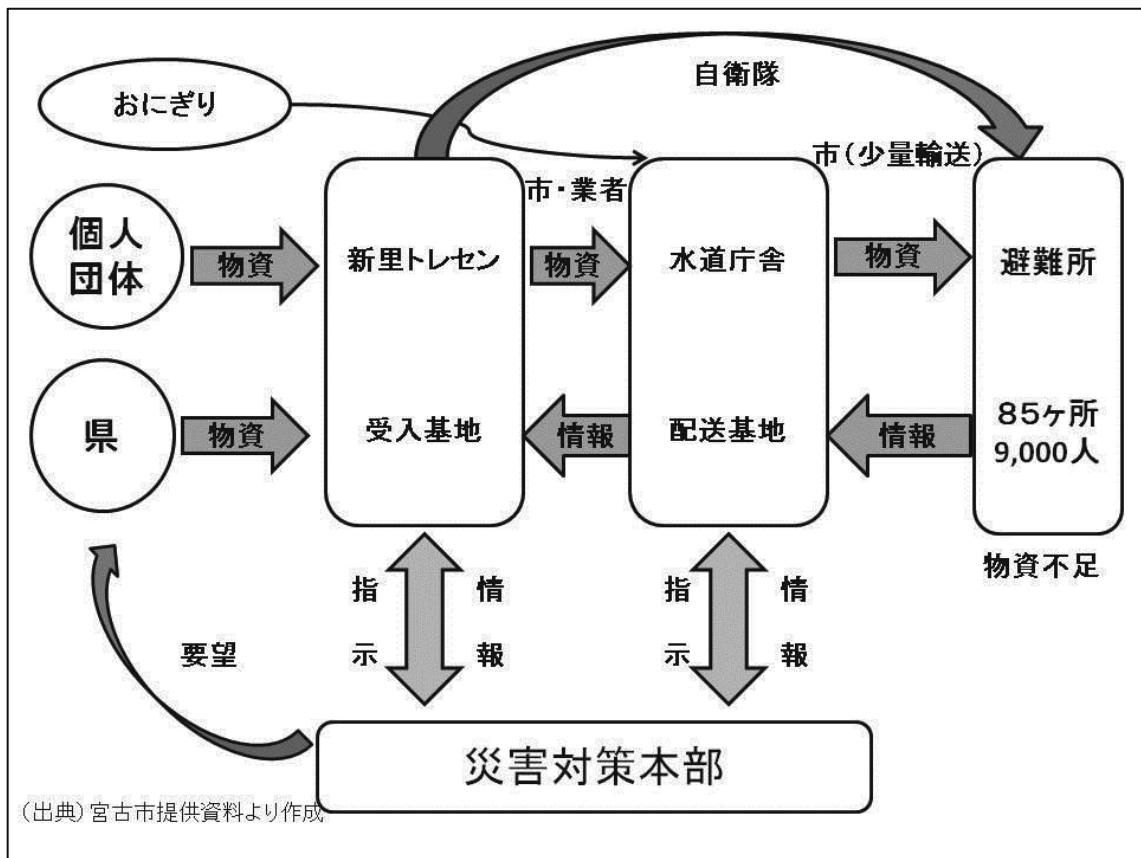 自衛隊
おにぎり
市（少量輸送）
市・業者
個人
団体
物資
新里トレセン
物資
水道庁舎
物資
避難所
県
物資
受入基地
情報
配送基地
情報
85ヶ所
9,000人
物資不足
指示
情報
指示
情報
要望
災害対策本部
（出典）宮古市提供資料より作成